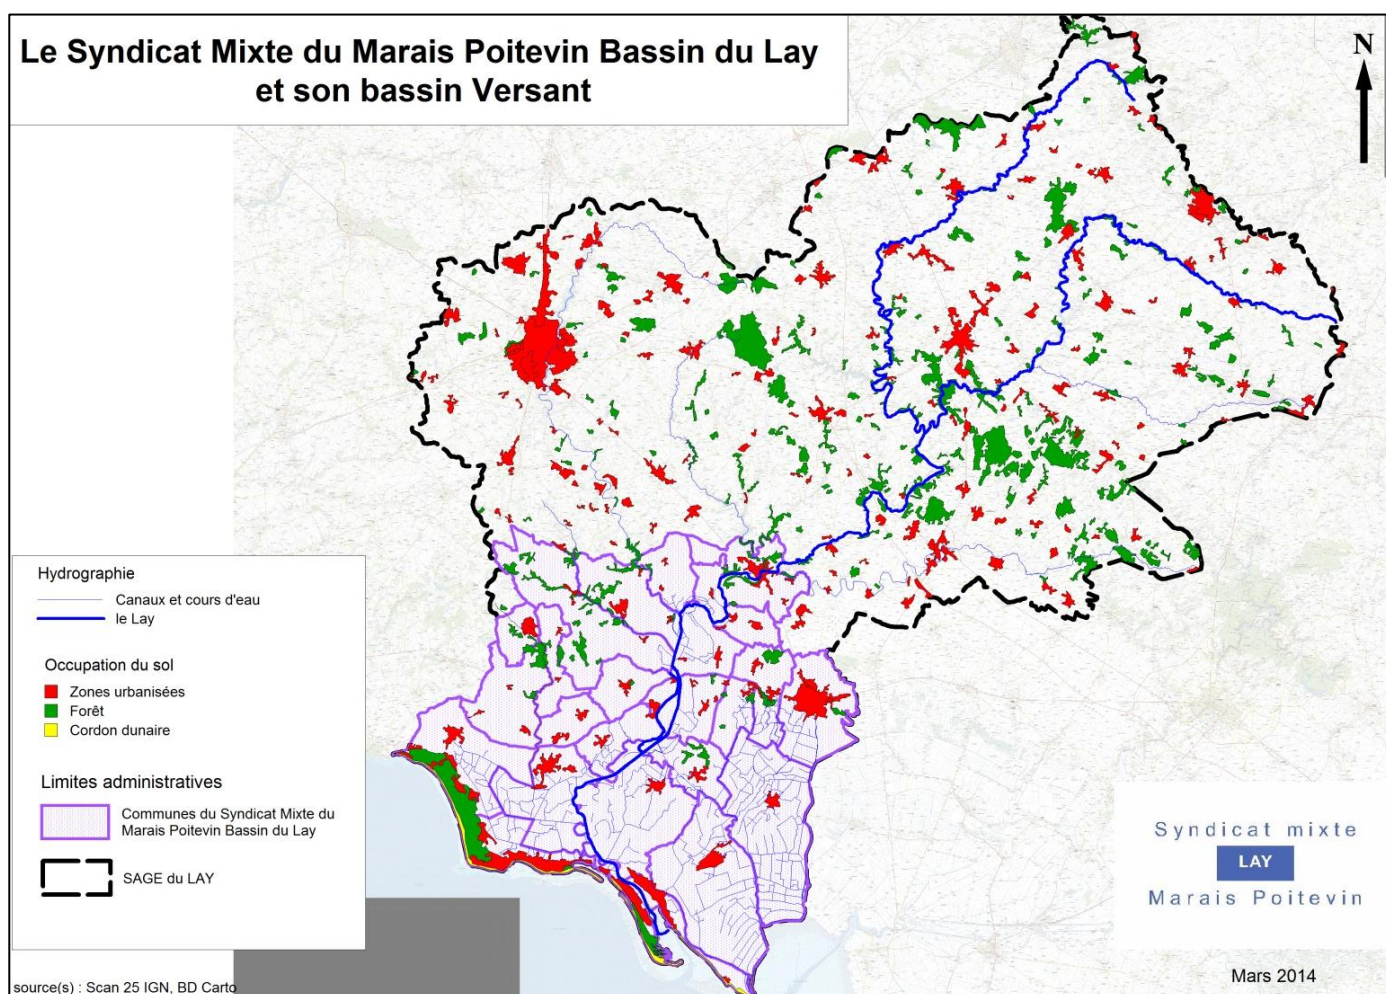 Le Syndicat Mixte du Marais Poitevin Bassin du Lay
et son bassin Versant
N
Hydrographie
Canaux et cours d'eau
le Lay
Occupation du sol
Zones urbanisées
Forêt
Cordon dunaire
Limites administratives
Communes du Syndicat Mixte du
Marais Poitevin Bassin du Lay
SAGE du LAY
Syndicat mixte
LAY
Marais Poitevin
Mars 2014
source(s) : Scan 25 IGN, BD Carto